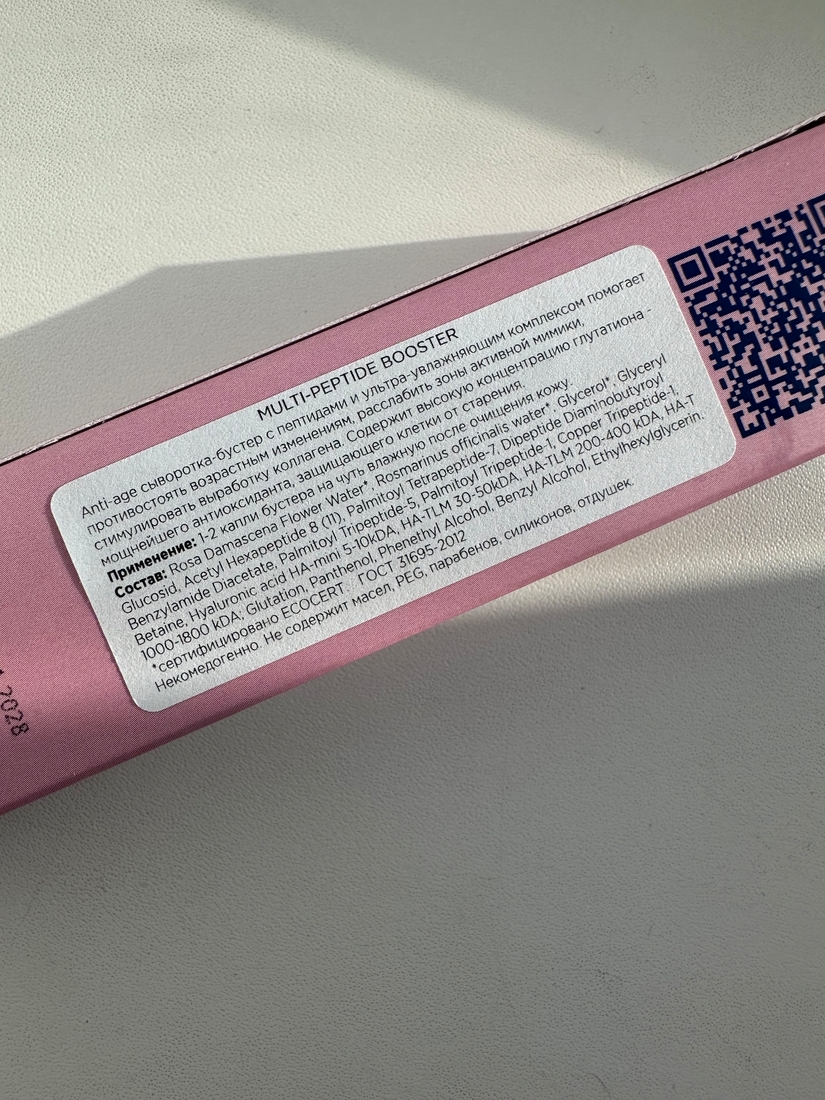 MULTI-PEPTIDE BOOSTER
Anti-age сыворотка-бустер с пептидами и ультра-увлажняющим комплексом помогает
противостоять возрастным изменениям, расслабить зоны активной мимики,
стимулировать выработку коллагена. Содержит высокую концентрацию глутатиона -
мощнейшего антиоксиданта, защищающего клетки от старения.
Применение: 1-2 капли бустера на чуть влажную после очищения кожу.
Состав: Rosa Damascena Flower Water*, Rosmarinus officinalis water*, Glycerol*, Glyceryl
Glucosid, Acetyl Hexapeptide 8 (11), Palmitoyl Tetrapeptide-7, Dipeptide Diaminobutyroyl
Benzylamide Diacetate, Palmitoyl Tripeptide-5, Palmitoyl Tripeptide-1, Copper Tripeptide-1,
Betaine, Hyaluronic acid HA-mini 5-10kDA, HA-TLM 30-50kDA, HA-TLM 200-400 kDA, HA-T
1000-1800 kDA, Glutation, Panthenol, Phenethyl Alcohol, Benzyl Alcohol, Ethylhexylglycerin.
*сертифицировано ECOCERT. ГОСТ 31695-2012
Некомедогенно. Не содержит масел, PEG, парабенов, силиконов, отдушек.
2028